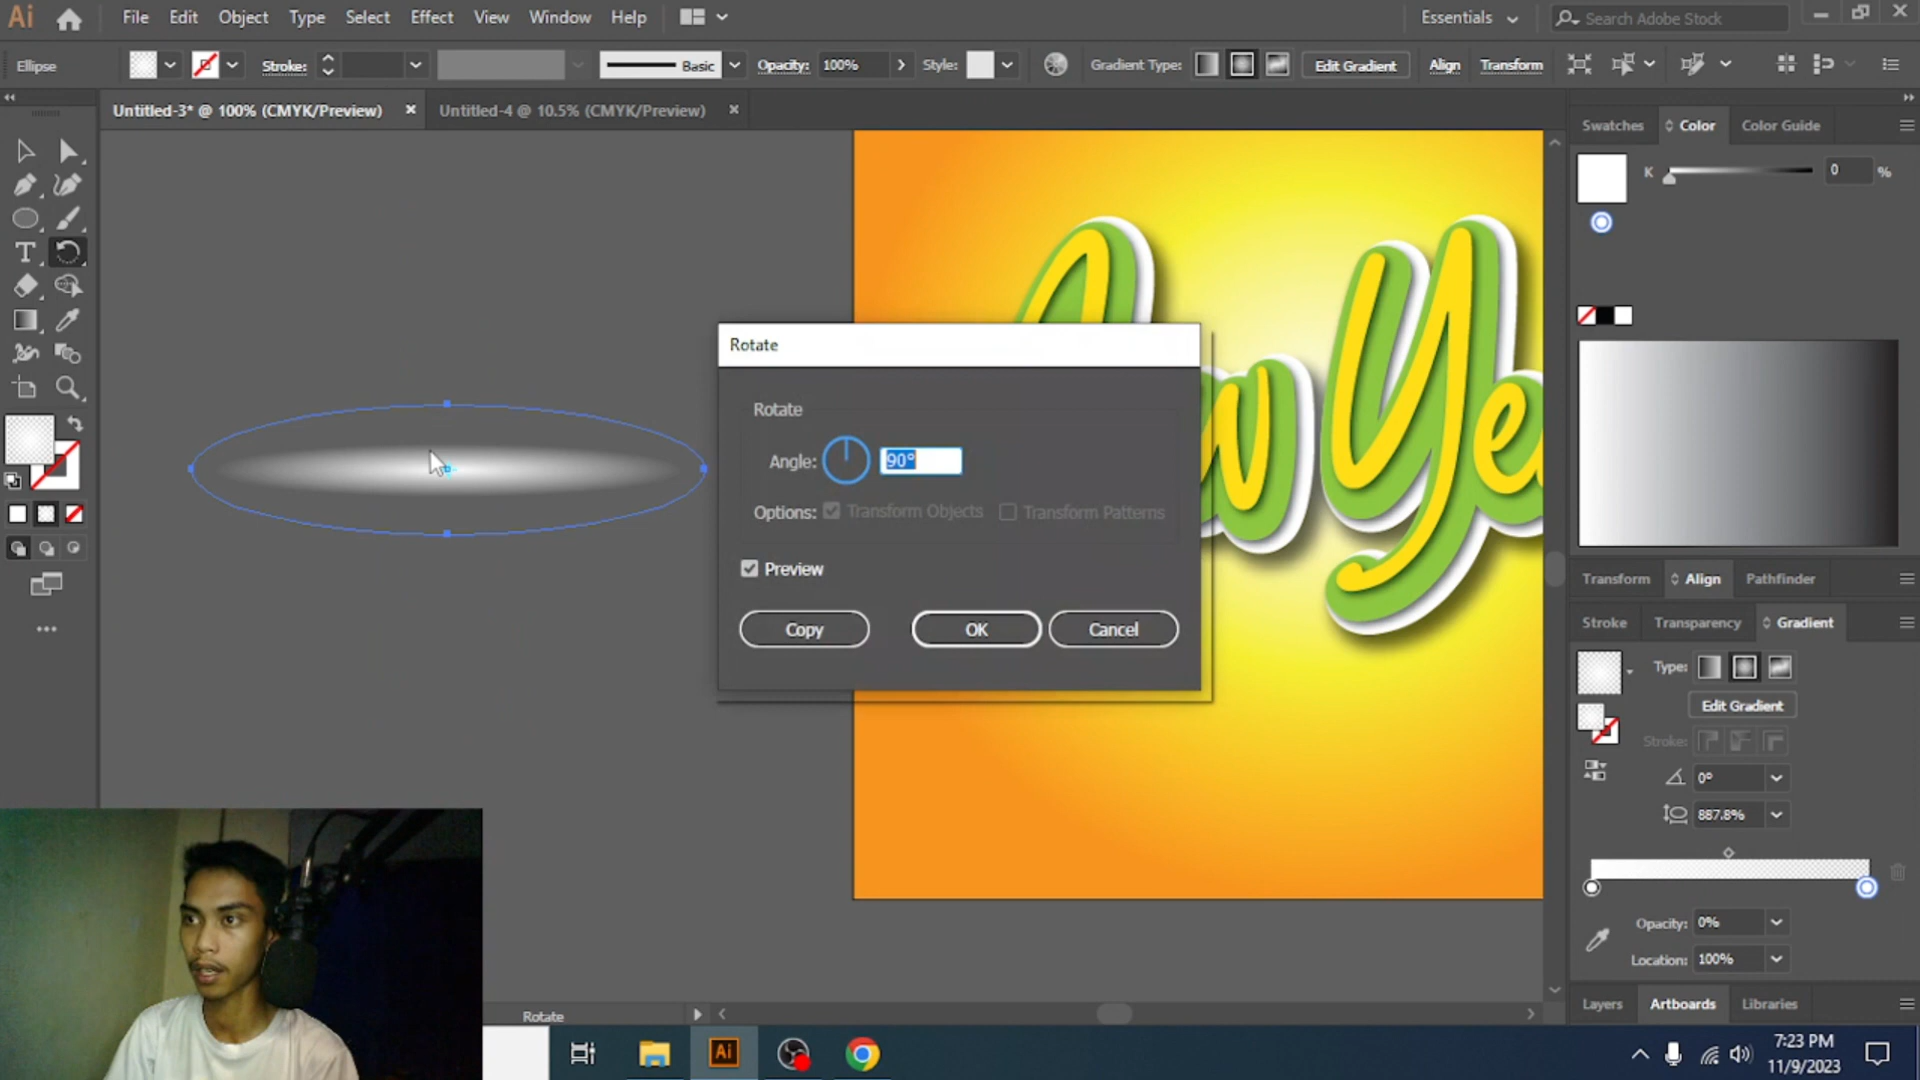 Ai File Edit Object Type Select Effect View Window Help Essentials Search Adobe Stock
Ellipse Stroke: Basic Opacity: 100% Style: Gradient Type: Edit Gradient Align Transform
Untitled-3* @ 100% (CMYK/Preview) Untitled-4 @ 10.5% (CMYK/Preview)
Swatches Color Color Guide
K 0 %
Rotate
Rotate
Angle: 90°
Options: Transform Objects Transform Patterns
Preview
Copy OK Cancel
Transform Align Pathfinder
Stroke Transparency Gradient
Type:
Edit Gradient
Stroke:
0°
887.8%
Opacity: 0%
Location: 100%
Layers Artboards Libraries
Rotate
Ai
7:23 PM
11/9/2023